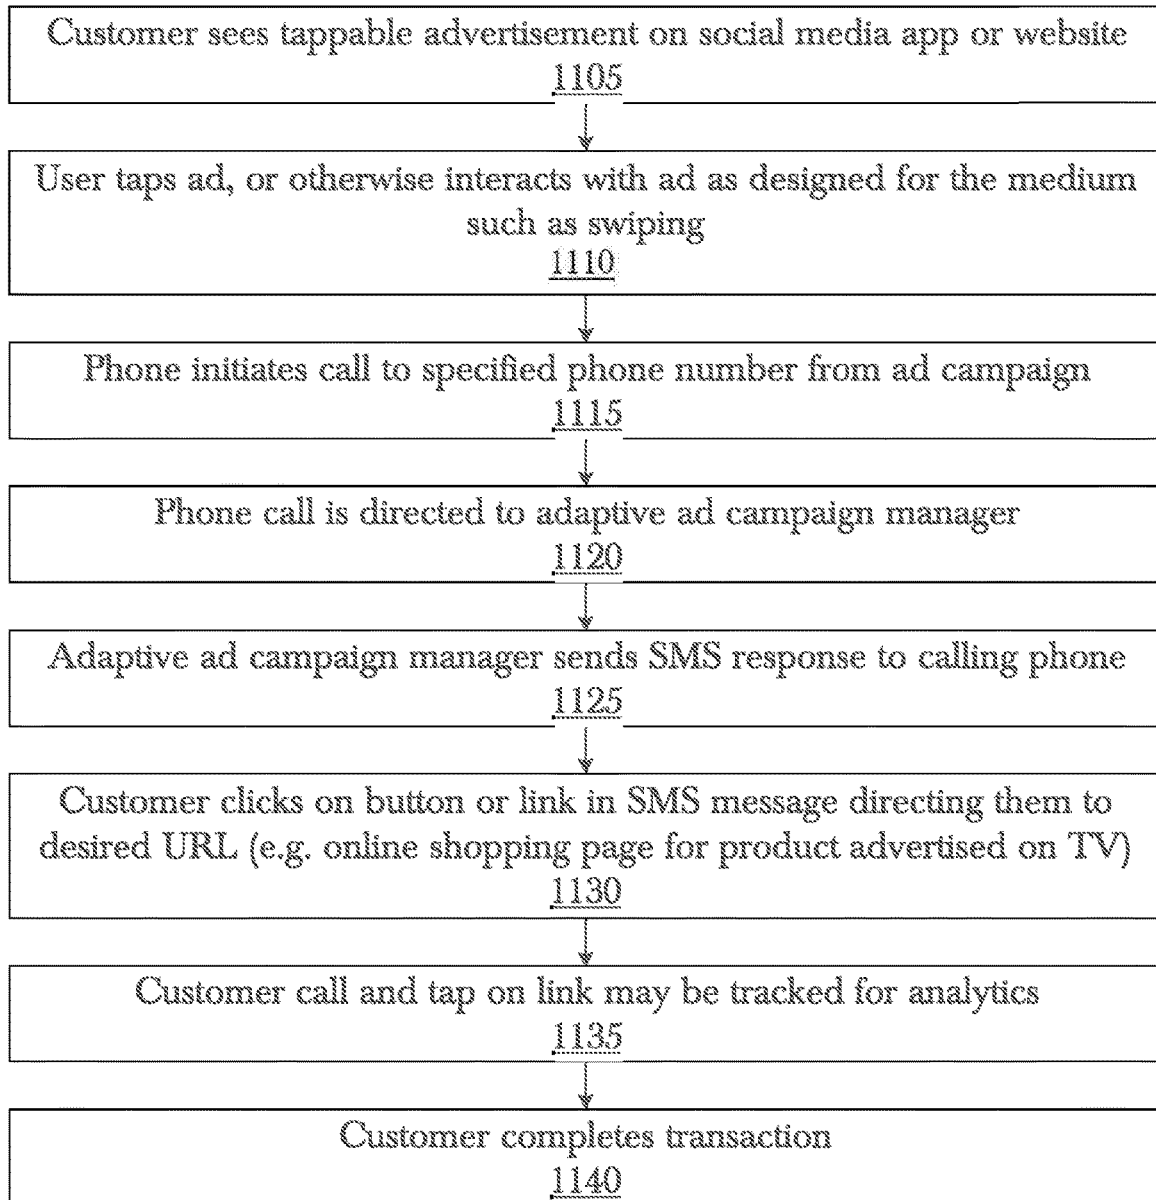 Customer sees tappable advertisement on social media app or website
1105
User taps ad, or otherwise interacts with ad as designed for the medium
such as swiping
1110
Phone initiates call to specified phone number from ad campaign
1115
Phone call is directed to adaptive ad campaign manager
1120
Adaptive ad campaign manager sends SMS response to calling phone
1125
Customer clicks on button or link in SMS message directing them to
desired URL (e.g. online shopping page for product advertised on TV)
1130
Customer call and tap on link may be tracked for analytics
1135
Customer completes transaction
1140